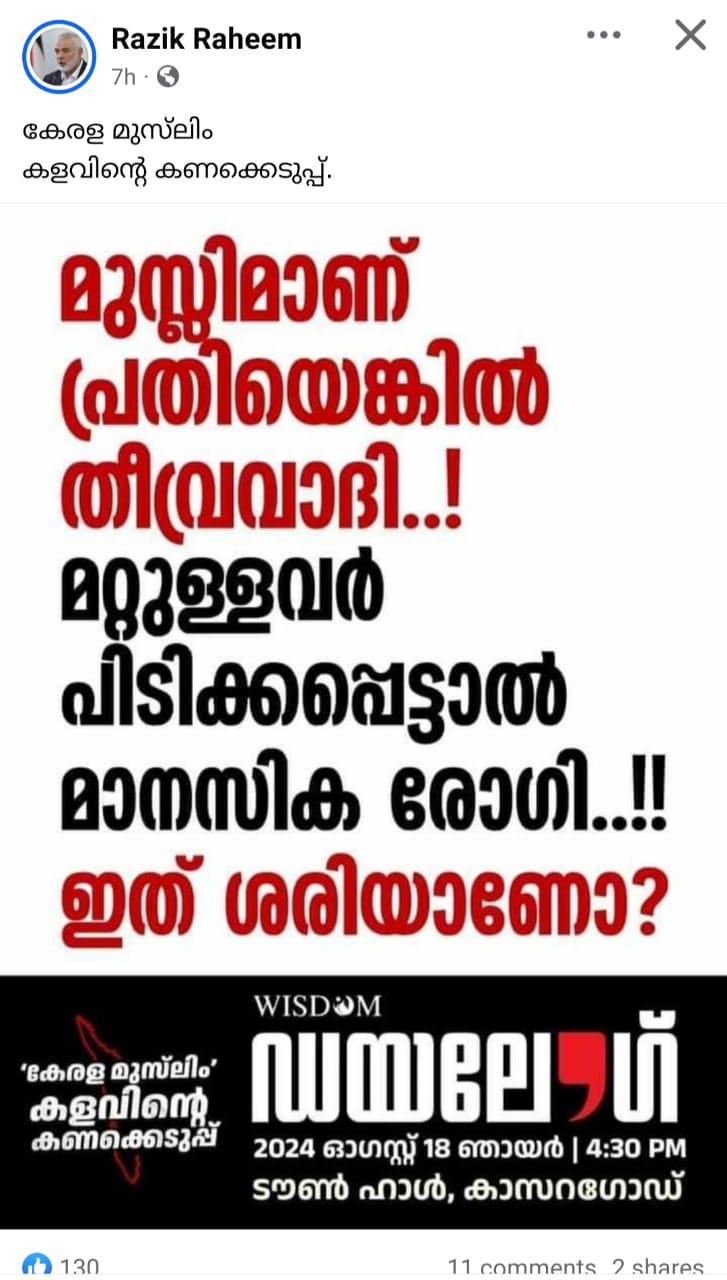 Razik Raheem
7h ·
കേരള മുസ്‌ലിം
കളവിന്റെ കണക്കെടുപ്പ്.
മുസ്ലിമാണ്
പ്രതിയെങ്കിൽ
തീവ്രവാദി..!
മറ്റുള്ളവർ
പിടിക്കപ്പെട്ടാൽ
മാനസിക രോഗി..!!
ഇത് ശരിയാണോ?
'കേരള മുസ്‌ലിം'
കളവിന്റെ
കണക്കെടുപ്പ്
WISDOM
ഡയലോഗ്
2024 ഓഗസ്റ്റ് 18 ഞായർ | 4:30 PM
ടൗൺ ഹാൾ, കാസറഗോഡ്
130
11 comments 2 shares